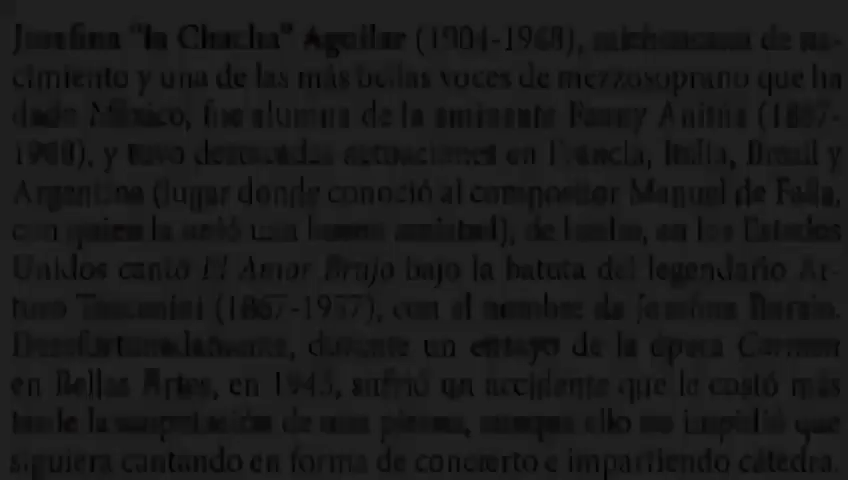 Josefina "la Chacha" Aguilar (1904-1968), michoacana de na-
cimiento y una de las más bellas voces de mezzosoprano que ha
dado México, fue alumna de la eminente Fanny Anitúa (1887-
1968), y tuvo destacadas actuaciones en Francia, Italia, Brasil y
Argentina (lugar donde conoció al compositor Manuel de Falla,
con quien la unió una buena amistad), de hecho, en los Estados
Unidos cantó El Amor Brujo bajo la batuta del legendario Ar-
turo Toscanini (1867-1957), con el nombre de Josefina
Desafortunadamente, durante un ensayo de la ópera Carmen
en Bellas Artes, en 1945, sufrió un accidente que le costó más
tarde la amputación de una pierna, aunque ello no impidió que
siguiera cantando en forma de concierto e impartiendo cátedra.